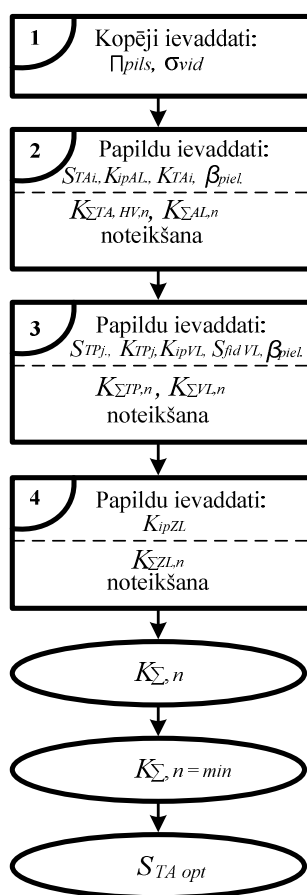 1
Kopēji ievaddati:
Πpils, σvid
2
Papildu ievaddati:
STAi, KipAL, KTAi, βpiel.
KΣTA, HV,n, KΣAL,n
noteikšana
3
Papildu ievaddati:
STPj, KTPj, KipVL, Sfid VL, βpiel.
KΣTP,n, KΣVL,n
noteikšana
4
Papildu ievaddati:
KipZL
KΣZL,n
noteikšana
KΣ, n
KΣ, n = min
STA opt